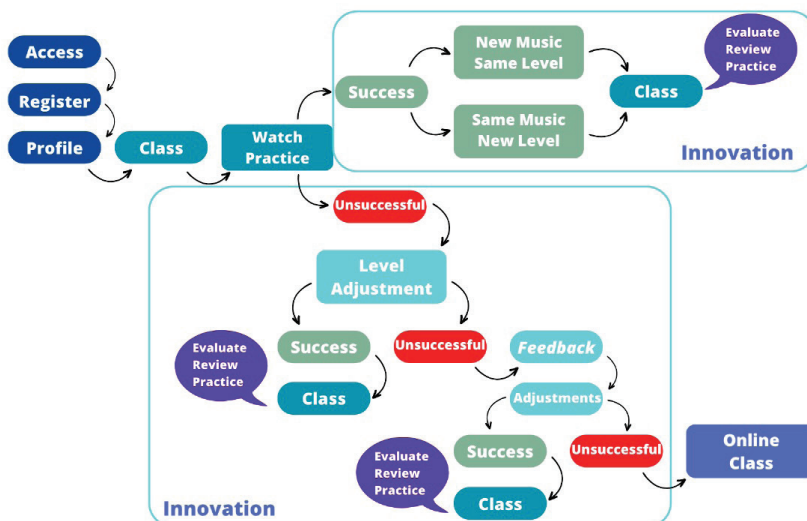 Access
Register
Profile
Class
Watch
Practice
Success
New Music
Same Level
Same Music
New Level
Class
Evaluate
Review
Practice
Innovation
Unsuccessful
Level
Adjustment
Evaluate
Review
Practice
Success
Class
Unsuccessful
Feedback
Adjustments
Evaluate
Review
Practice
Success
Class
Unsuccessful
Online
Class
Innovation